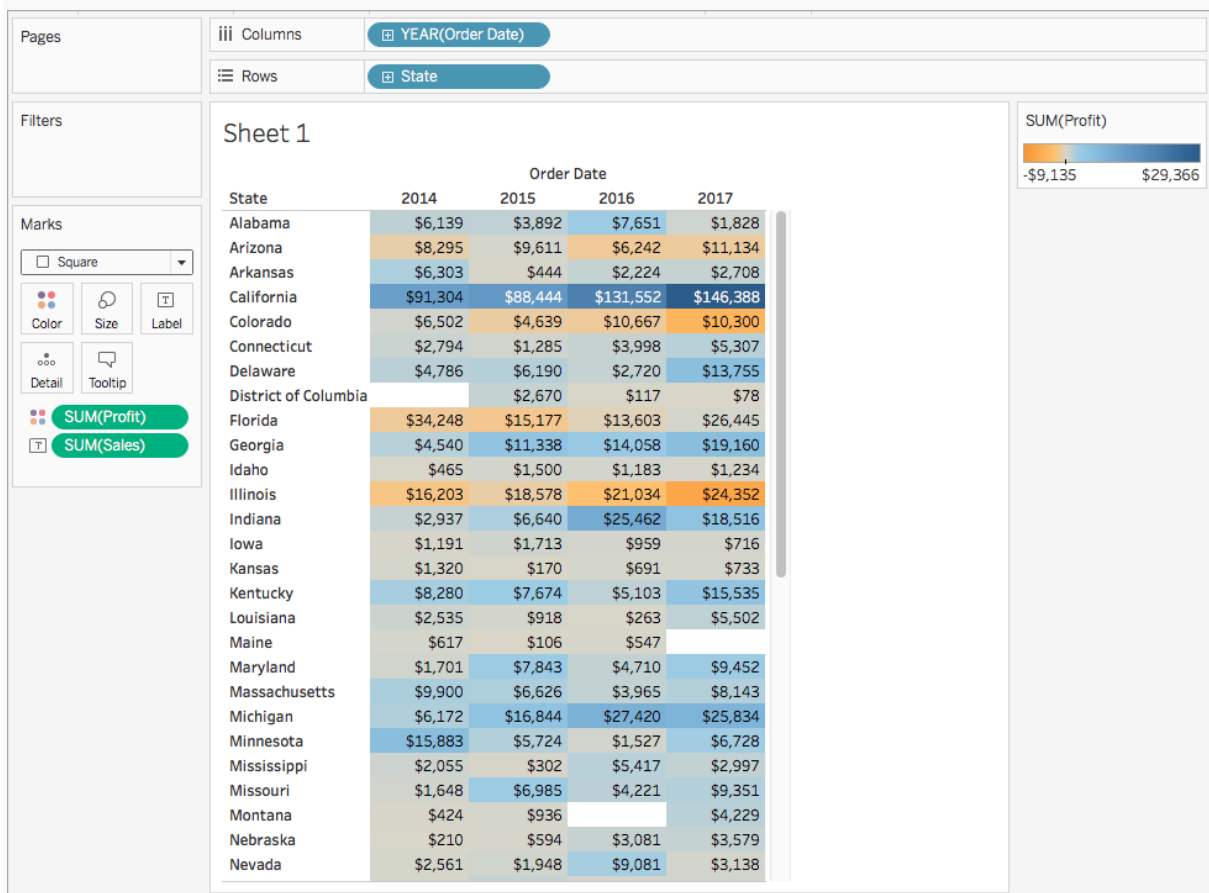 Pages
iii Columns
YEAR(Order Date)
Rows
State
Filters
Marks
Square
Color
Size
Label
Detail
Tooltip
SUM(Profit)
SUM(Sales)
Sheet 1
Order Date
State 2014 2015 2016 2017
Alabama $6,139 $3,892 $7,651 $1,828
Arizona $8,295 $9,611 $6,242 $11,134
Arkansas $6,303 $444 $2,224 $2,708
California $91,304 $88,444 $131,552 $146,388
Colorado $6,502 $4,639 $10,667 $10,300
Connecticut $2,794 $1,285 $3,998 $5,307
Delaware $4,786 $6,190 $2,720 $13,755
District of Columbia $2,670 $117 $78
Florida $34,248 $15,177 $13,603 $26,445
Georgia $4,540 $11,338 $14,058 $19,160
Idaho $465 $1,500 $1,183 $1,234
Illinois $16,203 $18,578 $21,034 $24,352
Indiana $2,937 $6,640 $25,462 $18,516
Iowa $1,191 $1,713 $959 $716
Kansas $1,320 $170 $691 $733
Kentucky $8,280 $7,674 $5,103 $15,535
Louisiana $2,535 $918 $263 $5,502
Maine $617 $106 $547
Maryland $1,701 $7,843 $4,710 $9,452
Massachusetts $9,900 $6,626 $3,965 $8,143
Michigan $6,172 $16,844 $27,420 $25,834
Minnesota $15,883 $5,724 $1,527 $6,728
Mississippi $2,055 $302 $5,417 $2,997
Missouri $1,648 $6,985 $4,221 $9,351
Montana $424 $936 $4,229
Nebraska $210 $594 $3,081 $3,579
Nevada $2,561 $1,948 $9,081 $3,138
SUM(Profit)
-$9,135 $29,366